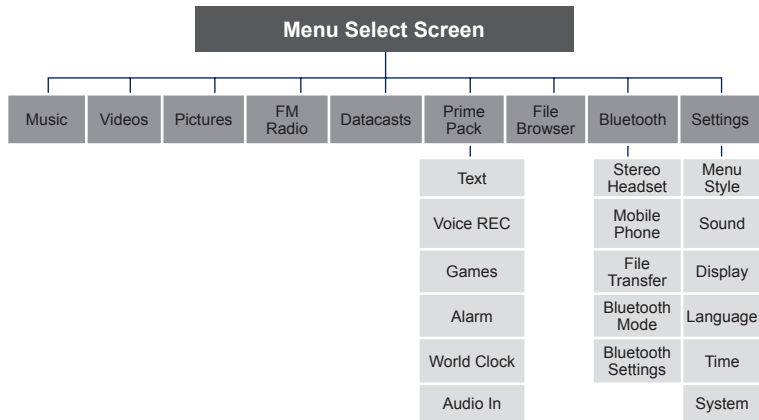 Menu Select Screen
Music
Videos
Pictures
FM
Radio
Datacasts
Prime
Pack
File
Browser
Bluetooth
Settings
Text
Voice REC
Games
Alarm
World Clock
Audio In
Stereo
Headset
Mobile
Phone
File
Transfer
Bluetooth
Mode
Bluetooth
Settings
Menu
Style
Sound
Display
Language
Time
System